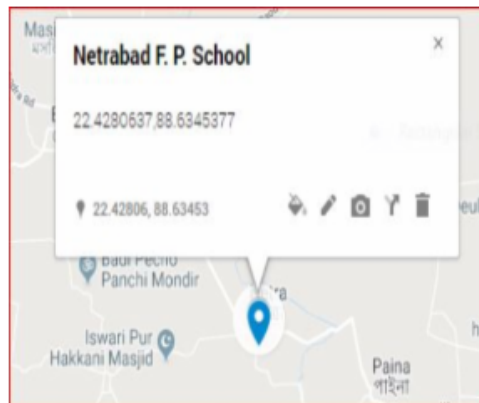 Netrabad F. P. School
22.4280637,88.6345377
22.42806, 88.63453
Badi Pecho
Panchi Mondir
Iswari Pur
Hakkani Masjid
Paina
পাইনা